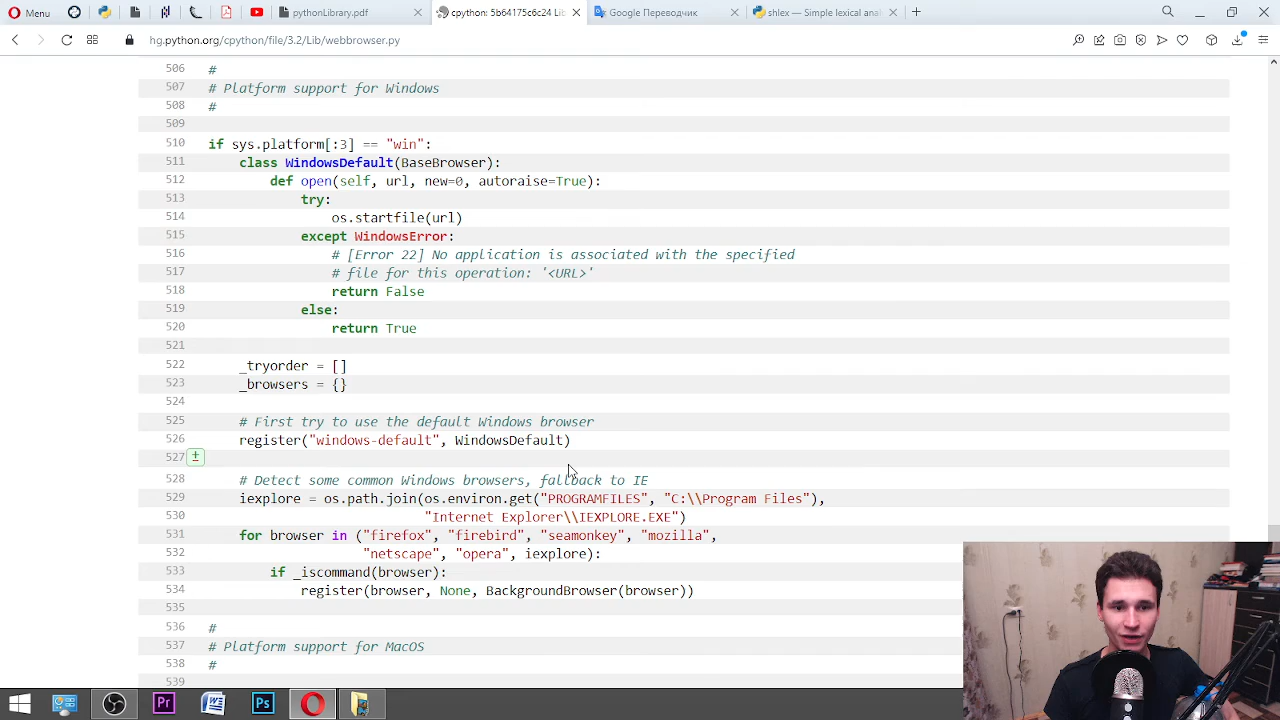 Menu
pythonLibrary.pdf
cpython: 5b64175c6c24 Lib
Google Переводчик
shlex — Simple lexical anal
hg.python.org/cpython/file/3.2/Lib/webbrowser.py
506 #
507 # Platform support for Windows
508 #
509
510 if sys.platform[:3] == "win":
511 class WindowsDefault(BaseBrowser):
512 def open(self, url, new=0, autoraise=True):
513 try:
514 os.startfile(url)
515 except WindowsError:
516 # [Error 22] No application is associated with the specified
517 # file for this operation: '<URL>'
518 return False
519 else:
520 return True
521
522 _tryorder = []
523 _browsers = {}
524
525 # First try to use the default Windows browser
526 register("windows-default", WindowsDefault)
527
528 # Detect some common Windows browsers, fallback to IE
529 iexplore = os.path.join(os.environ.get("PROGRAMFILES", "C:\\Program Files"),
530 "Internet Explorer\\IEXPLORE.EXE")
531 for browser in ("firefox", "firebird", "seamonkey", "mozilla",
532 "netscape", "opera", iexplore):
533 if _iscommand(browser):
534 register(browser, None, BackgroundBrowser(browser))
535
536 #
537 # Platform support for MacOS
538 #
539
Pr
W
Ps